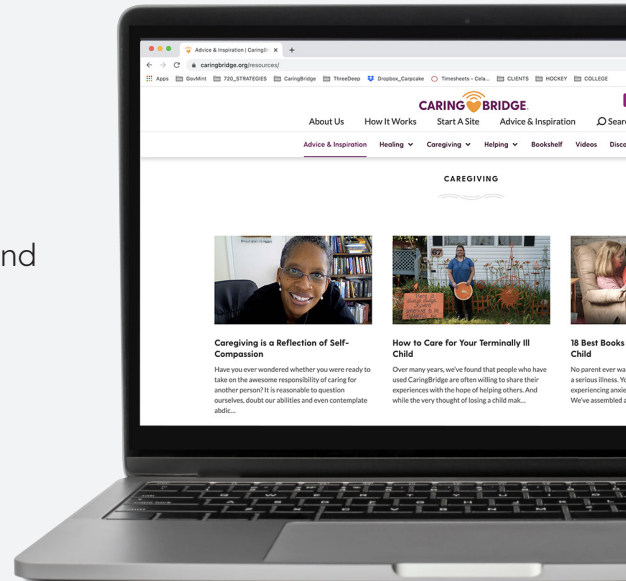 Advice & Inspiration | CaringBr
caringbridge.org/resources/
Apps GovMint 720_STRATEGIES CaringBridge ThreeDeep Dropbox_Carpcake Timesheets - Cela... CLIENTS HOCKEY COLLEGE
CARING BRIDGE.
About Us How It Works Start A Site Advice & Inspiration Sear
Advice & Inspiration Healing Caregiving Helping Bookshelf Videos Disco
nd
CAREGIVING
Caregiving is a Reflection of Self-
Compassion
Have you ever wondered whether you were ready to
take on the awesome responsibility of caring for
another person? It is reasonable to question
ourselves, doubt our abilities and even contemplate
abdic...
How to Care for Your Terminally Ill
Child
Over many years, we've found that people who have
used CaringBridge are often willing to share their
experiences with the hope of helping others. And
while the very thought of losing a child mak...
18 Best Books
Child
No parent ever wa
a serious illness. Yo
experiencing anxie
We've assembled a